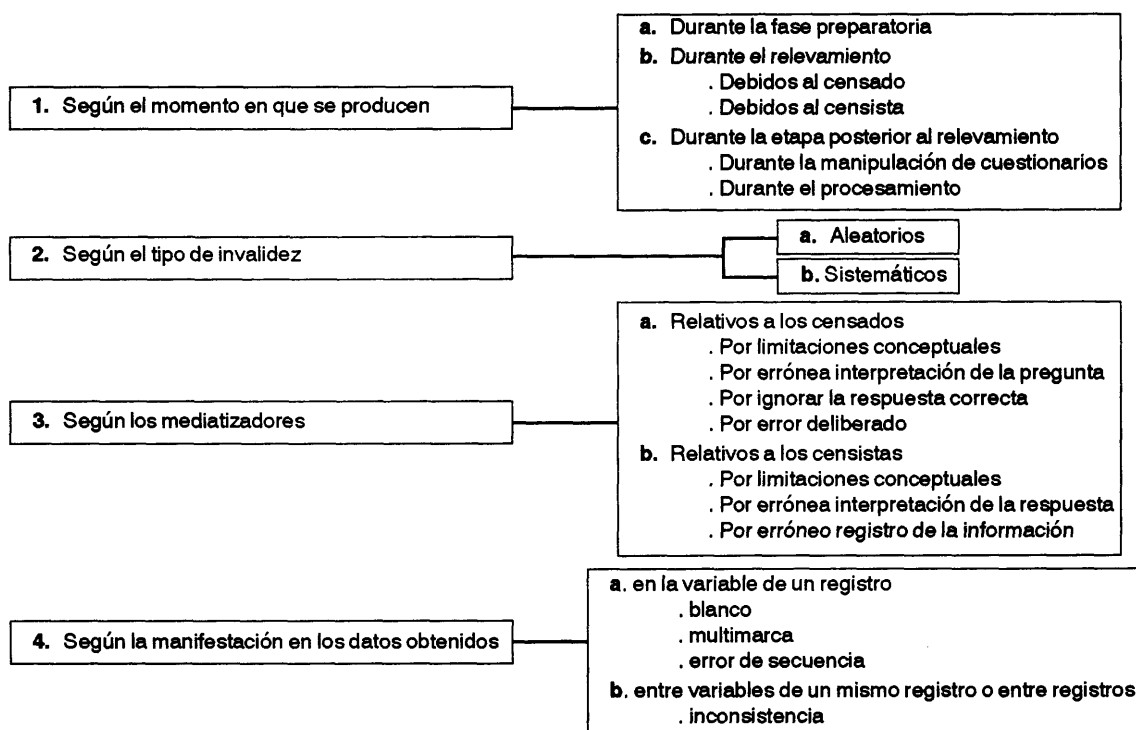 1. Según el momento en que se producen
a. Durante la fase preparatoria
b. Durante el relevamiento
. Debidos al censado
. Debidos al censista
c. Durante la etapa posterior al relevamiento
. Durante la manipulación de cuestionarios
. Durante el procesamiento
2. Según el tipo de invalidez
a. Aleatorios
b. Sistemáticos
3. Según los mediatizadores
a. Relativos a los censados
. Por limitaciones conceptuales
. Por errónea interpretación de la pregunta
. Por ignorar la respuesta correcta
. Por error deliberado
b. Relativos a los censistas
. Por limitaciones conceptuales
. Por errónea interpretación de la respuesta
. Por erróneo registro de la información
4. Según la manifestación en los datos obtenidos
a. en la variable de un registro
. blanco
. multimarca
. error de secuencia
b. entre variables de un mismo registro o entre registros
. inconsistencia